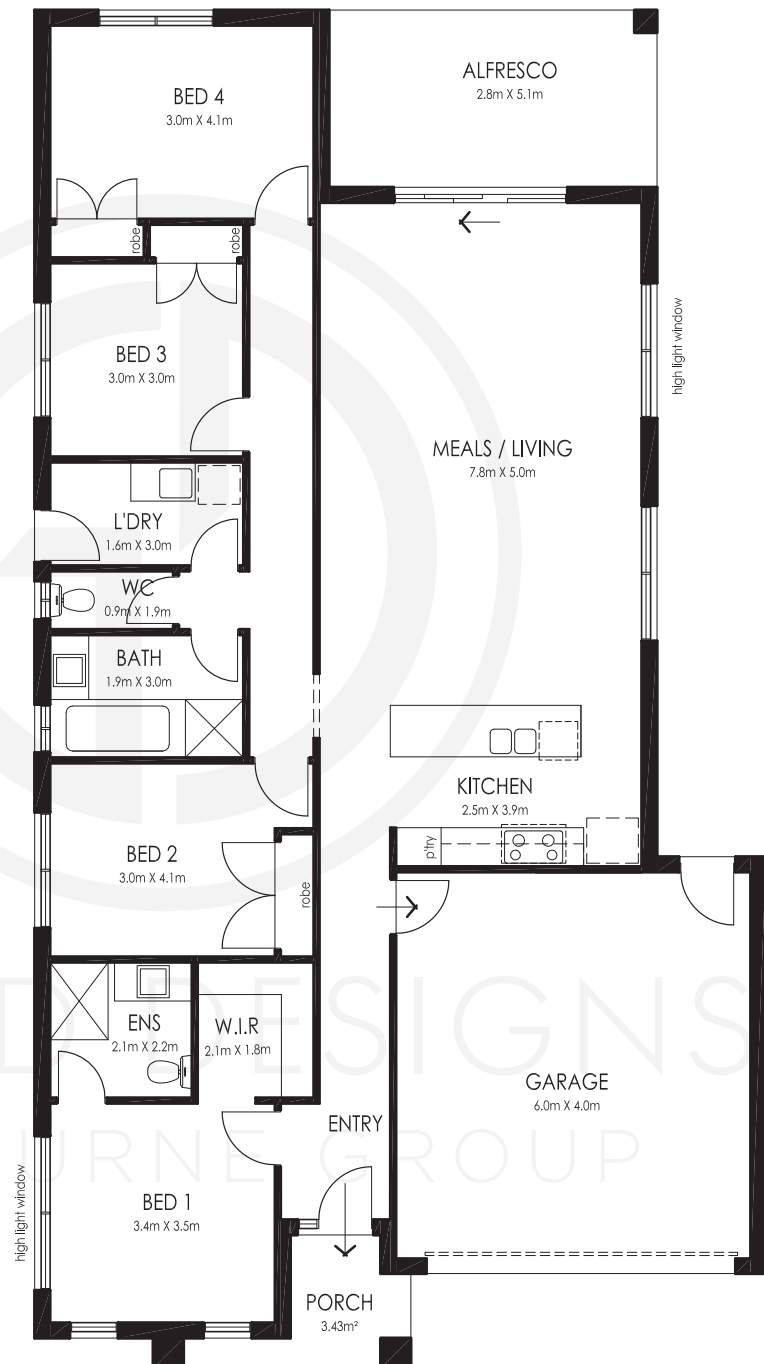 ALFRESCO
2.8m X 5.1m
BED 4
3.0m X 4.1m
robe
robe
BED 3
3.0m X 3.0m
high light window
MEALS / LIVING
7.8m X 5.0m
L'DRY
1.6m X 3.0m
WC
0.9m X 1.9m
BATH
1.9m X 3.0m
KITCHEN
2.5m X 3.9m
p'try
BED 2
3.0m X 4.1m
robe
ENS
2.1m X 2.2m
W.I.R
2.1m X 1.8m
D DESIGNS
GARAGE
6.0m X 4.0m
ENTRY
URNE GROUP
high light window
BED 1
3.4m X 3.5m
PORCH
3.43m²